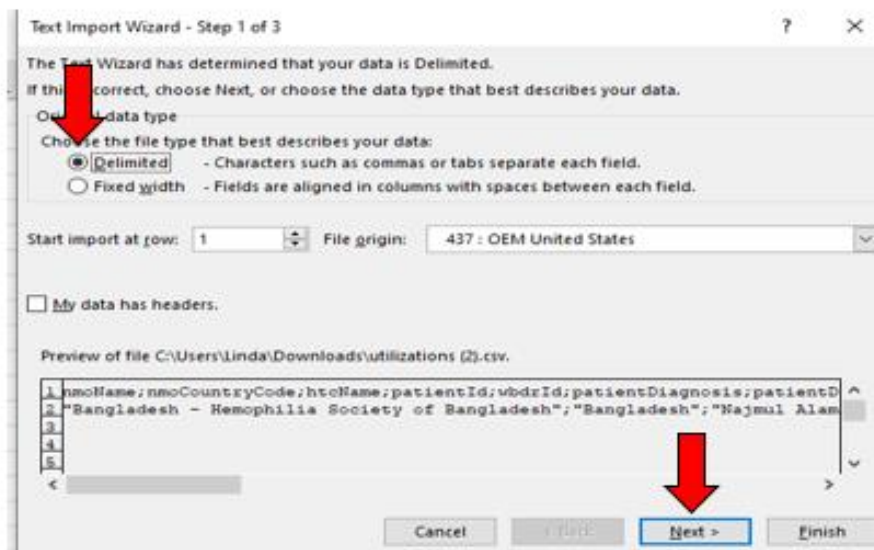 Text Import Wizard - Step 1 of 3 ?
The Text Wizard has determined that your data is Delimited.
If this correct, choose Next, or choose the data type that best describes your data.
data type
Choose the file type that best describes your data:
Delimited - Characters such as commas or tabs separate each field.
Fixed width - Fields are aligned in columns with spaces between each field.
Start import at row: 1 File origin: 437 : OEM United States
My data has headers.
Preview of file C:\Users\Linda\Downloads\utilizations (2).csv.
1 nmoName;nmoCountryCode;htcName;patientId;wbdrId;patientDiagnosis;patientD
2 "Bangladesh - Hemophilia Society of Bangladesh";"Bangladesh";"Najmul Alam
3
4
5
Cancel < Back Next > Finish